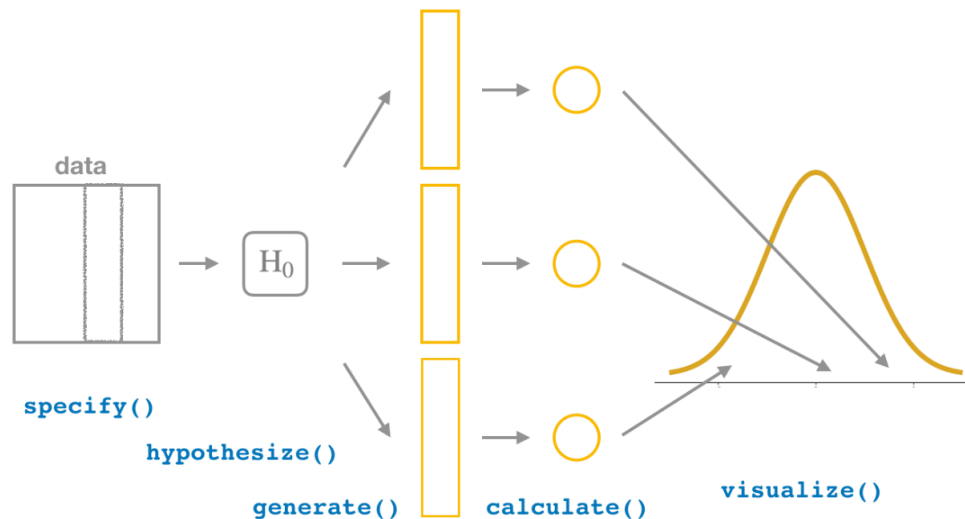 data
H₀
specify()
hypothesize()
generate()
calculate()
visualize()